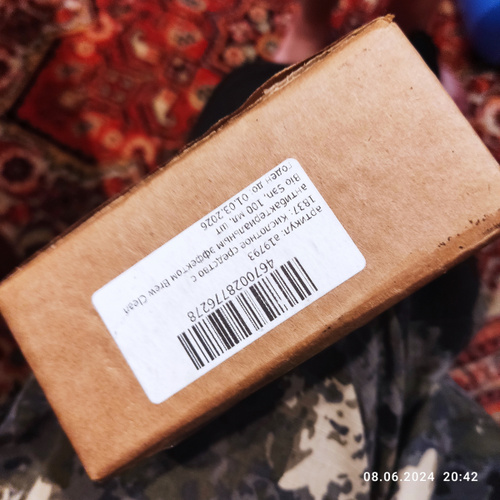 4670028776278
артикул: а19793
1837, Кислотное средство с
антибактериальным эффектом Brew Clean
Bio San, 100 мл, шт
годен до 01.03.2026
08.06.2024 20:42